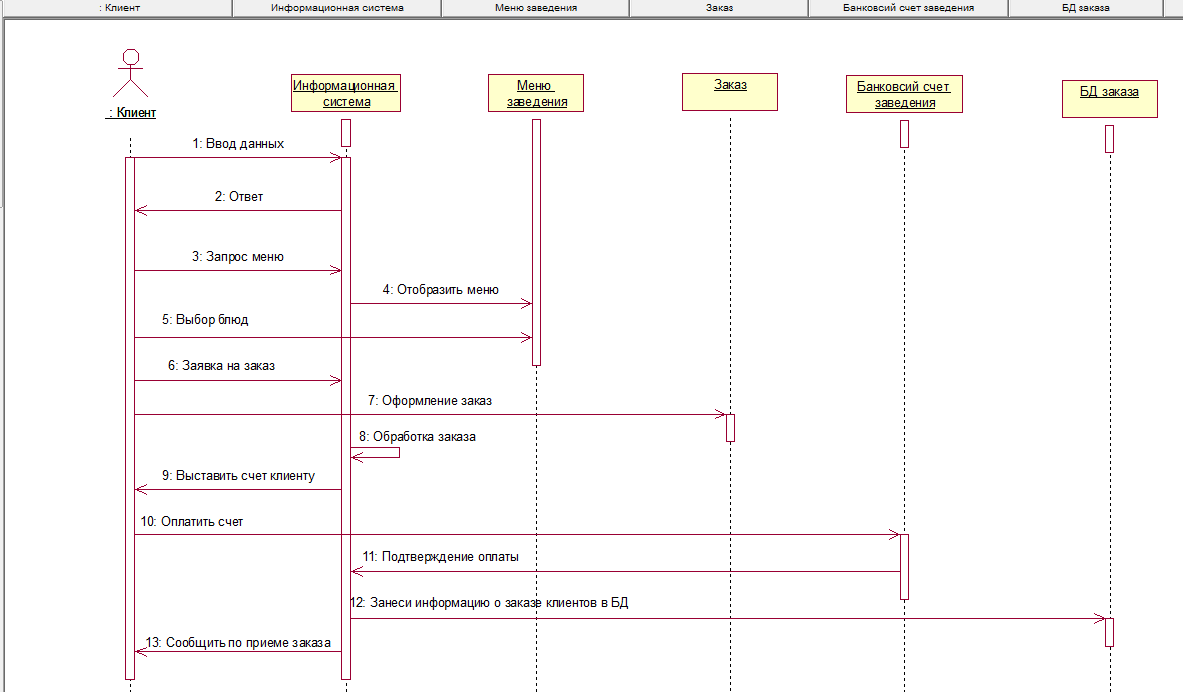 : Клиент
Информационная система
Меню заведения
Заказ
Банковсий счет заведения
БД заказа
: Клиент
Информационная
система
Меню
заведения
Заказ
Банковсий счет
заведения
БД заказа
1: Ввод данных
2: Ответ
3: Запрос меню
4: Отобразить меню
5: Выбор блюд
6: Заявка на заказ
7: Оформление заказ
8: Обработка заказа
9: Выставить счет клиенту
10: Оплатить счет
11: Подтверждение оплаты
12: Занеси информацию о заказе клиентов в БД
13: Сообщить по приеме заказа